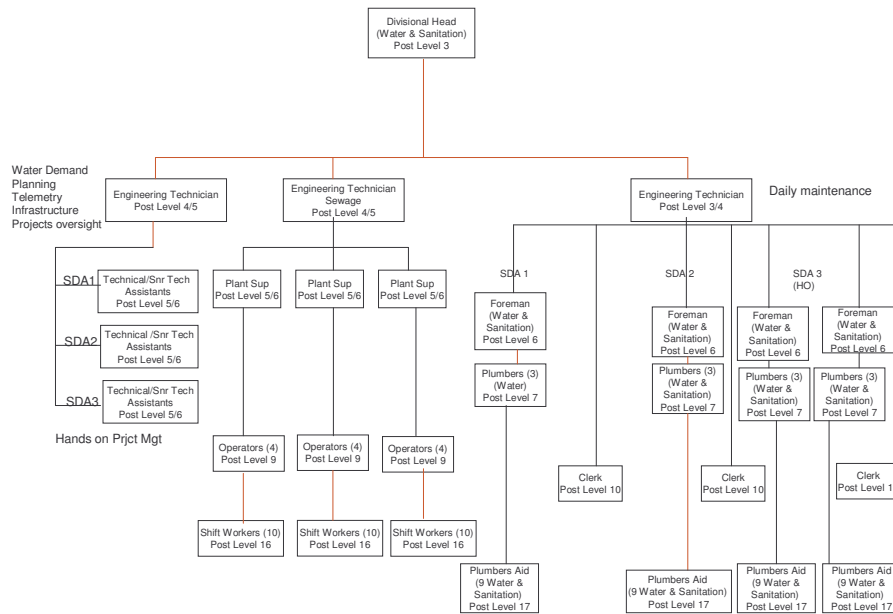 Divisional Head
(Water & Sanitation)
Post Level 3
Water Demand
Planning
Telemetry
Infrastructure
Projects oversight
Engineering Technician
Post Level 4/5
Engineering Technician
Sewage
Post Level 4/5
Engineering Technician
Post Level 3/4
Daily maintenance
SDA1
Technical/Snr Tech
Assistants
Post Level 5/6
SDA2
Technical /Snr Tech
Assistants
Post Level 5/6
SDA3
Technical/Snr Tech
Assistants
Post Level 5/6
Hands on Prjct Mgt
Plant Sup
Post Level 5/6
Plant Sup
Post Level 5/6
Plant Sup
Post Level 5/6
Operators (4)
Post Level 9
Operators (4)
Post Level 9
Operators (4)
Post Level 9
Shift Workers (10)
Post Level 16
Shift Workers (10)
Post Level 16
Shift Workers (10)
Post Level 16
SDA 1
Foreman
(Water &
Sanitation)
Post Level 6
Plumbers (3)
(Water)
Post Level 7
Plumbers Aid
(9 Water &
Sanitation)
Post Level 17
Clerk
Post Level 10
SDA 2
Foreman
(Water &
Sanitation)
Post Level 6
Plumbers (3)
(Water &
Sanitation)
Post Level 7
Plumbers Aid
(9 Water & Sanitation)
Post Level 17
Clerk
Post Level 10
SDA 3
(HO)
Foreman
(Water &
Sanitation)
Post Level 6
Plumbers (3)
(Water &
Sanitation)
Post Level 7
Plumbers Aid
(9 Water &
Sanitation)
Post Level 17
Foreman
(Water &
Sanitation)
Post Level 6
Plumbers (3)
(Water &
Sanitation)
Post Level 7
Clerk
Post Level 1
Plumbers Aid
(9 Water &
Sanitation)
Post Level 17